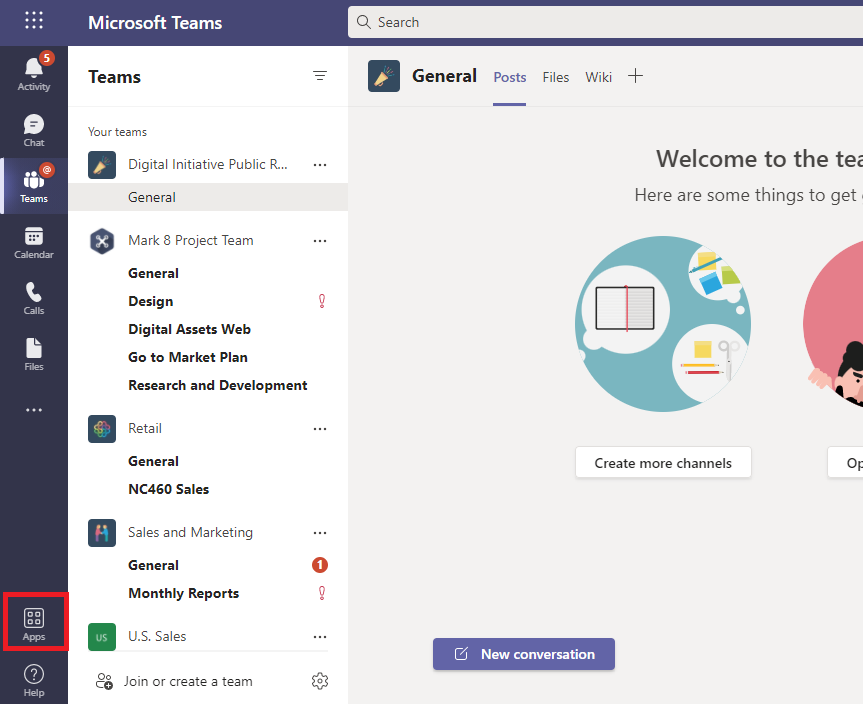 Microsoft Teams
Search
5
Activity
Chat
@
Teams
Calendar
Calls
Files
Apps
Help
Teams
Your teams
Digital Initiative Public R...
General
Mark 8 Project Team
General
Design
Digital Assets Web
Go to Market Plan
Research and Development
Retail
General
NC460 Sales
Sales and Marketing
General 1
Monthly Reports
US U.S. Sales
Join or create a team
General Posts Files Wiki
Welcome to the tea
Here are some things to get
Create more channels
Op
New conversation